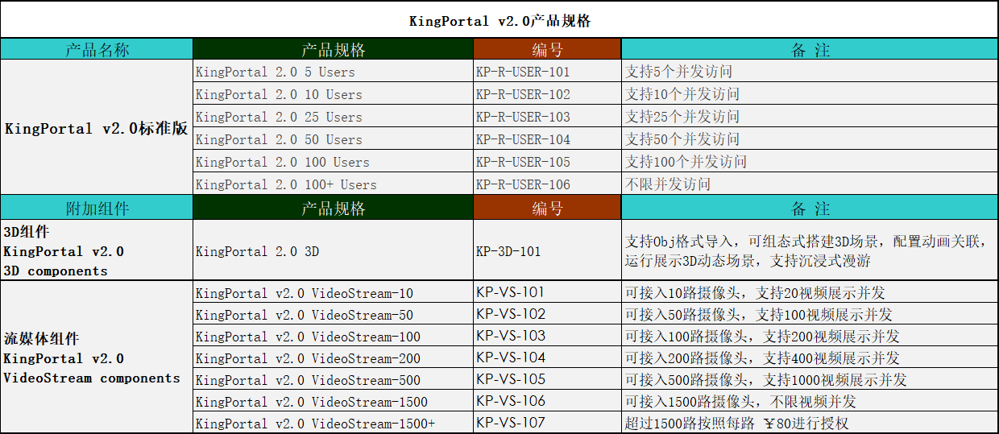 KingPortal v2.0产品规格
产品名称 产品规格 编号 备 注
KingPortal v2.0标准版
KingPortal 2.0 5 Users KP-R-USER-101 支持5个并发访问
KingPortal 2.0 10 Users KP-R-USER-102 支持10个并发访问
KingPortal 2.0 25 Users KP-R-USER-103 支持25个并发访问
KingPortal 2.0 50 Users KP-R-USER-104 支持50个并发访问
KingPortal 2.0 100 Users KP-R-USER-105 支持100个并发访问
KingPortal 2.0 100+ Users KP-R-USER-106 不限并发访问
附加组件 产品规格 编号 备 注
3D组件
KingPortal v2.0
3D components
KingPortal 2.0 3D KP-3D-101
支持Obj格式导入，可组态式搭建3D场景，配置动画关联，
运行展示3D动态场景，支持沉浸式漫游
流媒体组件
KingPortal v2.0
VideoStream components
KingPortal v2.0 VideoStream-10 KP-VS-101 可接入10路摄像头，支持20视频展示并发
KingPortal v2.0 VideoStream-50 KP-VS-102 可接入50路摄像头，支持100视频展示并发
KingPortal v2.0 VideoStream-100 KP-VS-103 可接入100路摄像头，支持200视频展示并发
KingPortal v2.0 VideoStream-200 KP-VS-104 可接入200路摄像头，支持400视频展示并发
KingPortal v2.0 VideoStream-500 KP-VS-105 可接入500路摄像头，支持1000视频展示并发
KingPortal v2.0 VideoStream-1500 KP-VS-106 可接入1500路摄像头，不限视频并发
KingPortal v2.0 VideoStream-1500+ KP-VS-107 超过1500路按照每路 ￥80进行授权